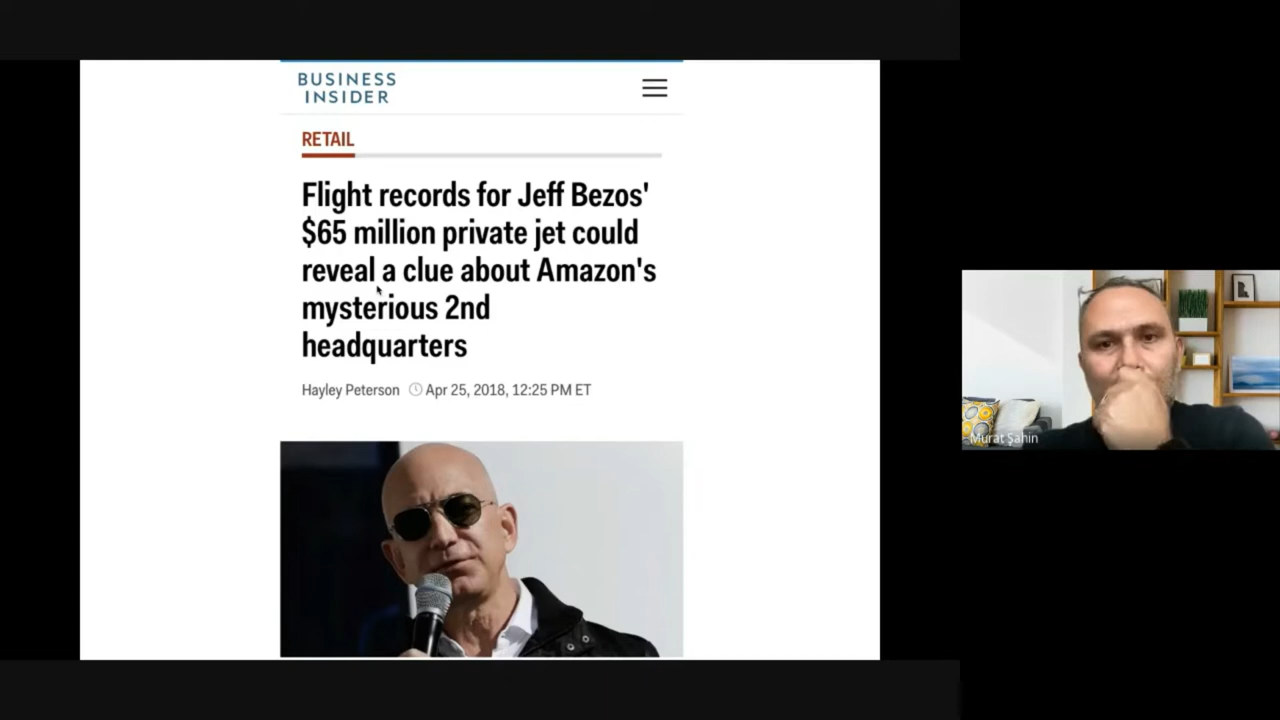 BUSINESS
INSIDER
RETAIL
Flight records for Jeff Bezos'
$65 million private jet could
reveal a clue about Amazon's
mysterious 2nd
headquarters
Hayley Peterson Apr 25, 2018, 12:25 PM ET
Murat Şahin